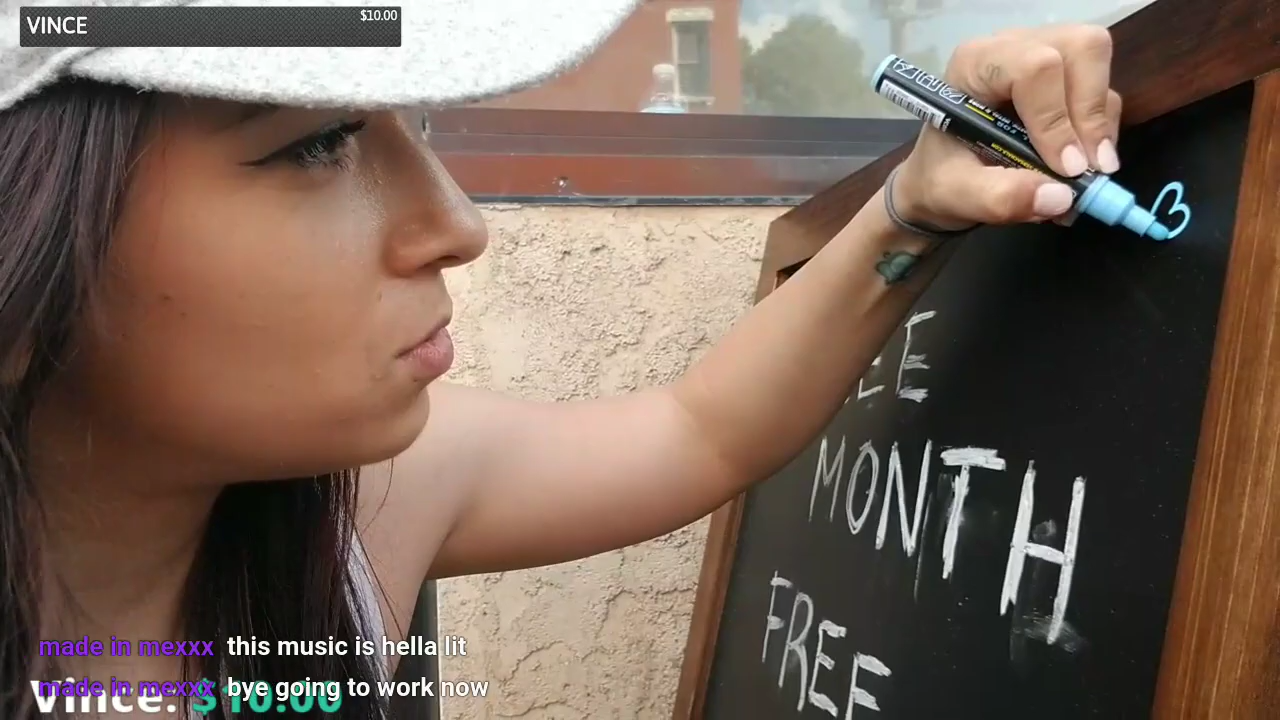 VINCE
$10.00
EE
MONTH
FREE
made in mexxx this music is hella lit
made in mexxx bye going to work now
Vince: $10.00